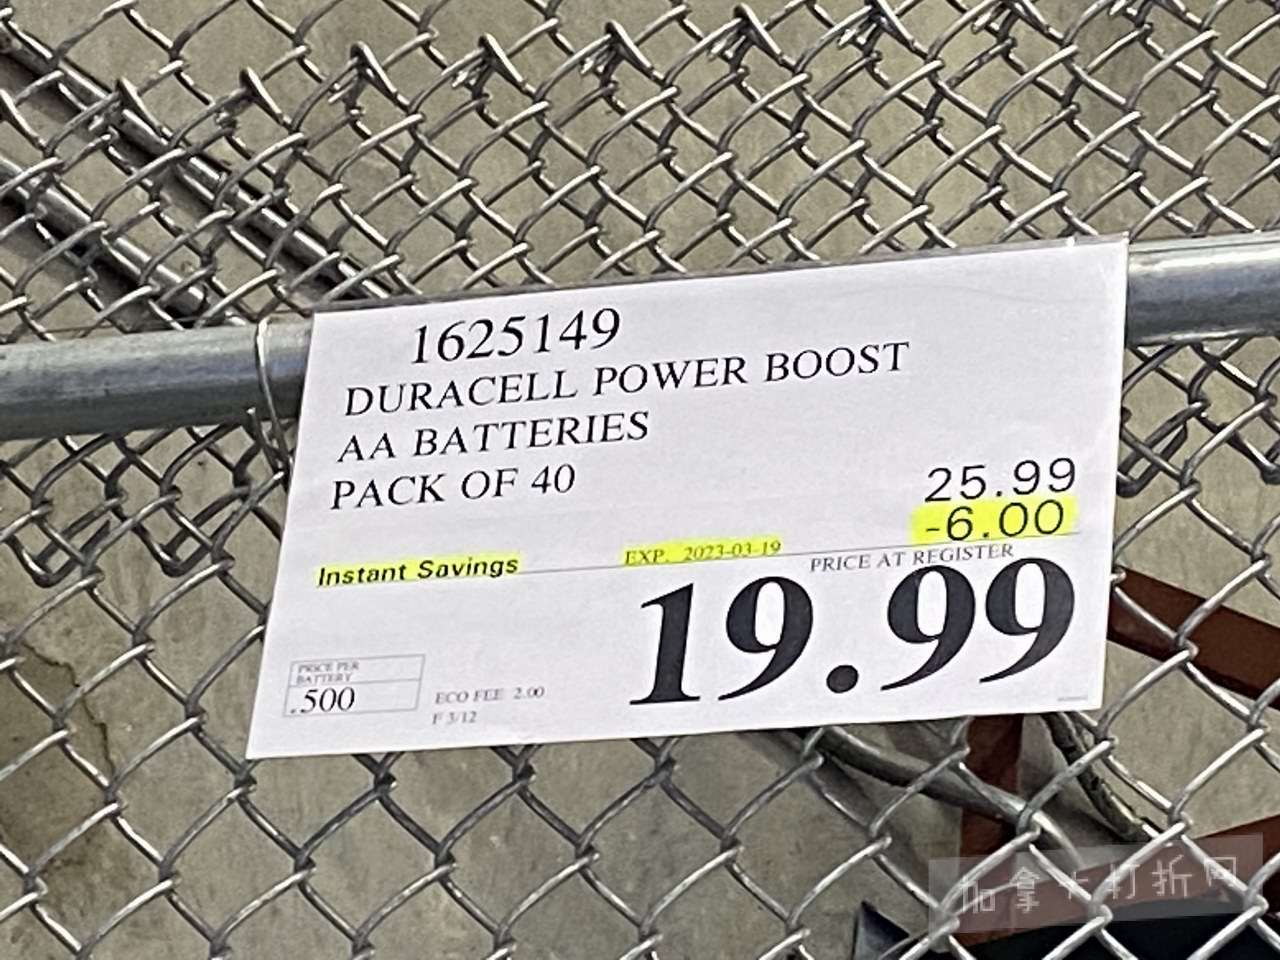 1625149
DURACELL POWER BOOST
AA BATTERIES
PACK OF 40
25.99
-6.00
Instant Savings EXP. 2023-03-19
PRICE AT REGISTER
19.99
PRICE PER
BATTERY
.500
ECO FEE 2.00
F 3/12
加拿大打折网